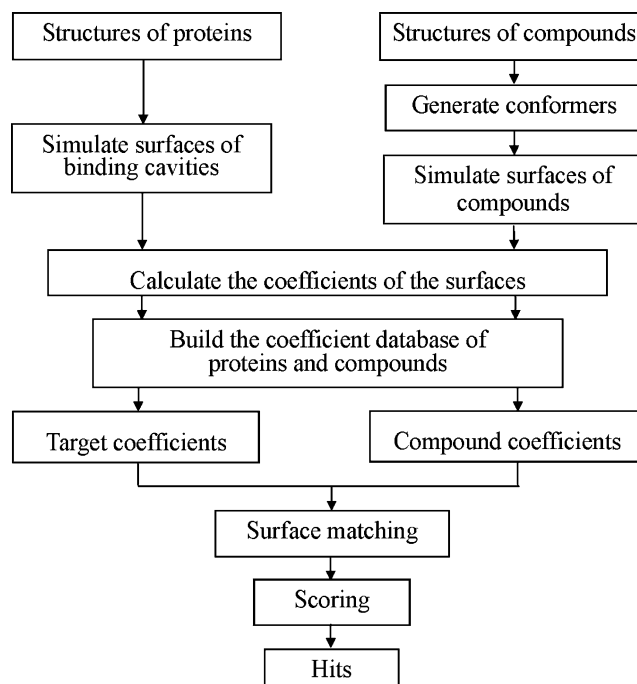 Structures of proteins
Structures of compounds
Generate conformers
Simulate surfaces of
binding cavities
Simulate surfaces of
compounds
Calculate the coefficients of the surfaces
Build the coefficient database of
proteins and compounds
Target coefficients
Compound coefficients
Surface matching
Scoring
Hits